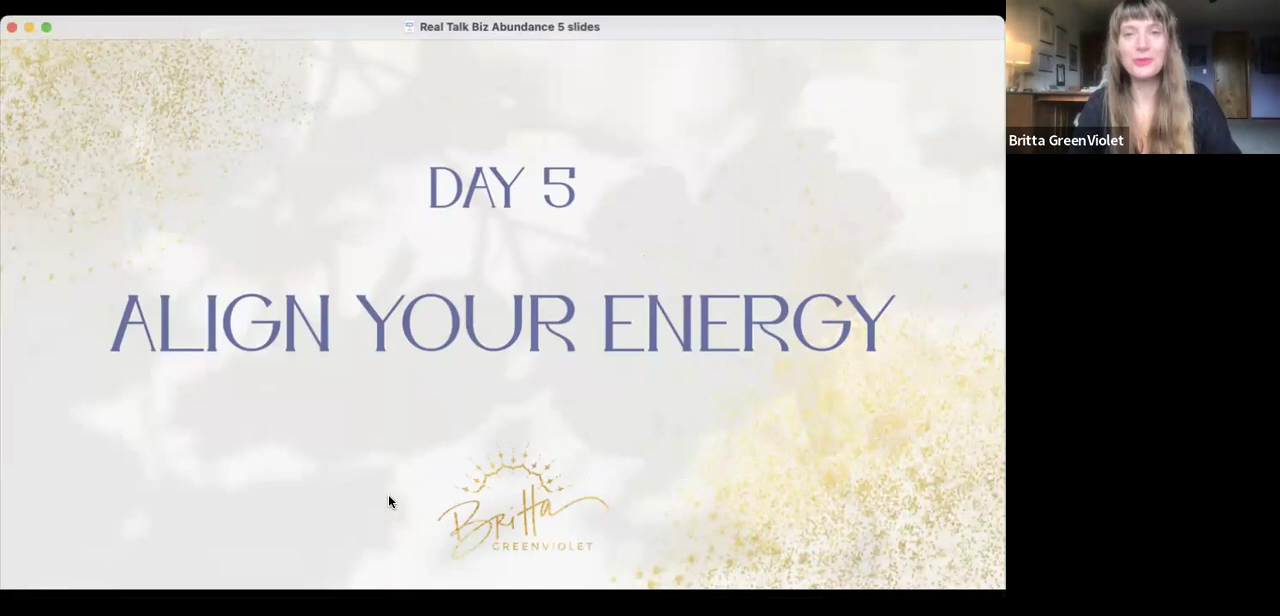 Real Talk Biz Abundance 5 slides
Britta GreenViolet
DAY 5
ALIGN YOUR ENERGY
Britta
GREENVIOLET